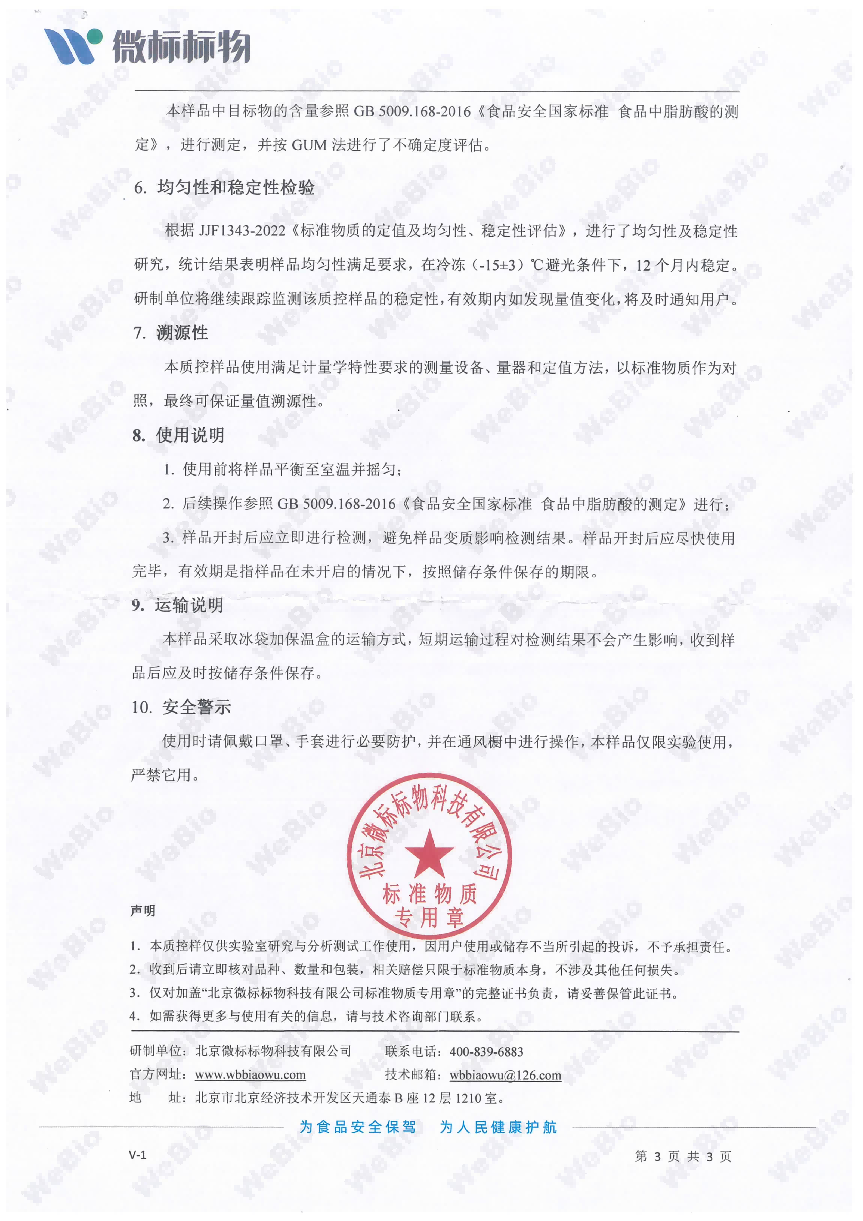 微标标物
本样品中目标物的含量参照 GB 5009.168-2016《食品安全国家标准 食品中脂肪酸的测
定》，进行测定，并按 GUM 法进行了不确定度评估。
6. 均匀性和稳定性检验
根据 JJF1343-2022《标准物质的定值及均匀性、稳定性评估》，进行了均匀性及稳定性
研究，统计结果表明样品均匀性满足要求，在冷冻（-15±3）℃避光条件下，12 个月内稳定。
研制单位将继续跟踪监测该质控样品的稳定性，有效期内如发现量值变化，将及时通知用户。
7. 溯源性
本质控样品使用满足计量学特性要求的测量设备、量器和定值方法，以标准物质作为对
照，最终可保证量值溯源性。
8. 使用说明
1. 使用前将样品平衡至室温并摇匀；
2. 后续操作参照 GB 5009.168-2016《食品安全国家标准 食品中脂肪酸的测定》进行；
3. 样品开封后应立即进行检测，避免样品变质影响检测结果。样品开封后应尽快使用
完毕，有效期是指样品在未开启的情况下，按照储存条件保存的期限。
9. 运输说明
本样品采取冰袋加保温盒的运输方式，短期运输过程对检测结果不会产生影响，收到样
品后应及时按储存条件保存。
10. 安全警示
使用时请佩戴口罩、手套进行必要防护，并在通风橱中进行操作，本样品仅限实验使用，
严禁它用。
北京微标标物科技有限公司
标准物质
专用章
声明
1. 本质控样仅供实验室研究与分析测试工作使用，因用户使用或储存不当所引起的投诉，不予承担责任。
2. 收到后请立即核对品种、数量和包装，相关赔偿只限于标准物质本身，不涉及其他任何损失。
3. 仅对加盖“北京微标标物科技有限公司标准物质专用章”的完整证书负责，请妥善保管此证书。
4. 如需获得更多与使用有关的信息，请与技术咨询部门联系。
研制单位：北京微标标物科技有限公司 联系电话：400-839-6883
官方网址：www.wbbiaowu.com 技术邮箱：wbbiaowu@126.com
地 址：北京市北京经济技术开发区天通泰 B 座 12 层 1210 室。
为食品安全保驾 为人民健康护航
V-1 第 3 页 共 3 页
WeBio